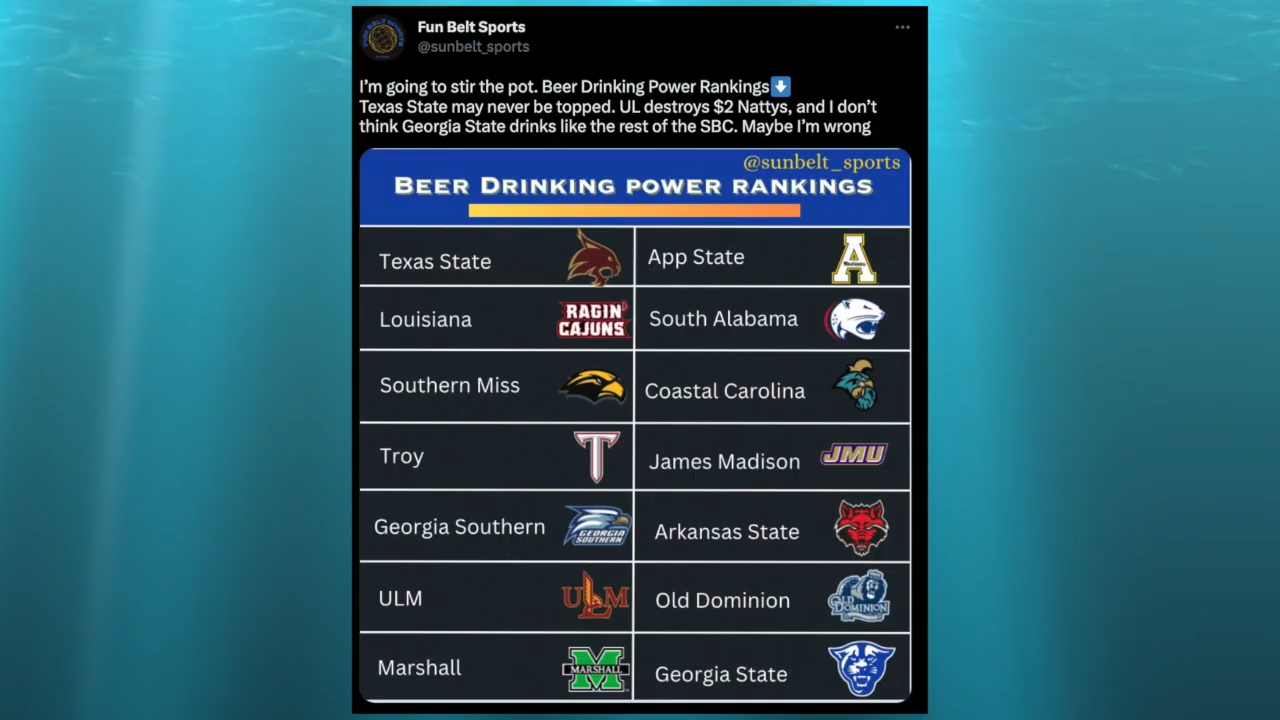 Fun Belt Sports
@sunbelt_sports
I'm going to stir the pot. Beer Drinking Power Rankings⬇️
Texas State may never be topped. UL destroys $2 Nattys, and I don't
think Georgia State drinks like the rest of the SBC. Maybe I'm wrong
@sunbelt_sports
BEER DRINKING POWER RANKINGS
Texas State
App State
A
Louisiana
RAGIN'
CAJUNS
South Alabama
Southern Miss
Coastal Carolina
Troy
T
James Madison
JMU
Georgia Southern
GEORGIA
SOUTHERN
Arkansas State
ULM
ULM
Old Dominion
OLD
DOMINION
Marshall
M
MARSHALL
Georgia State